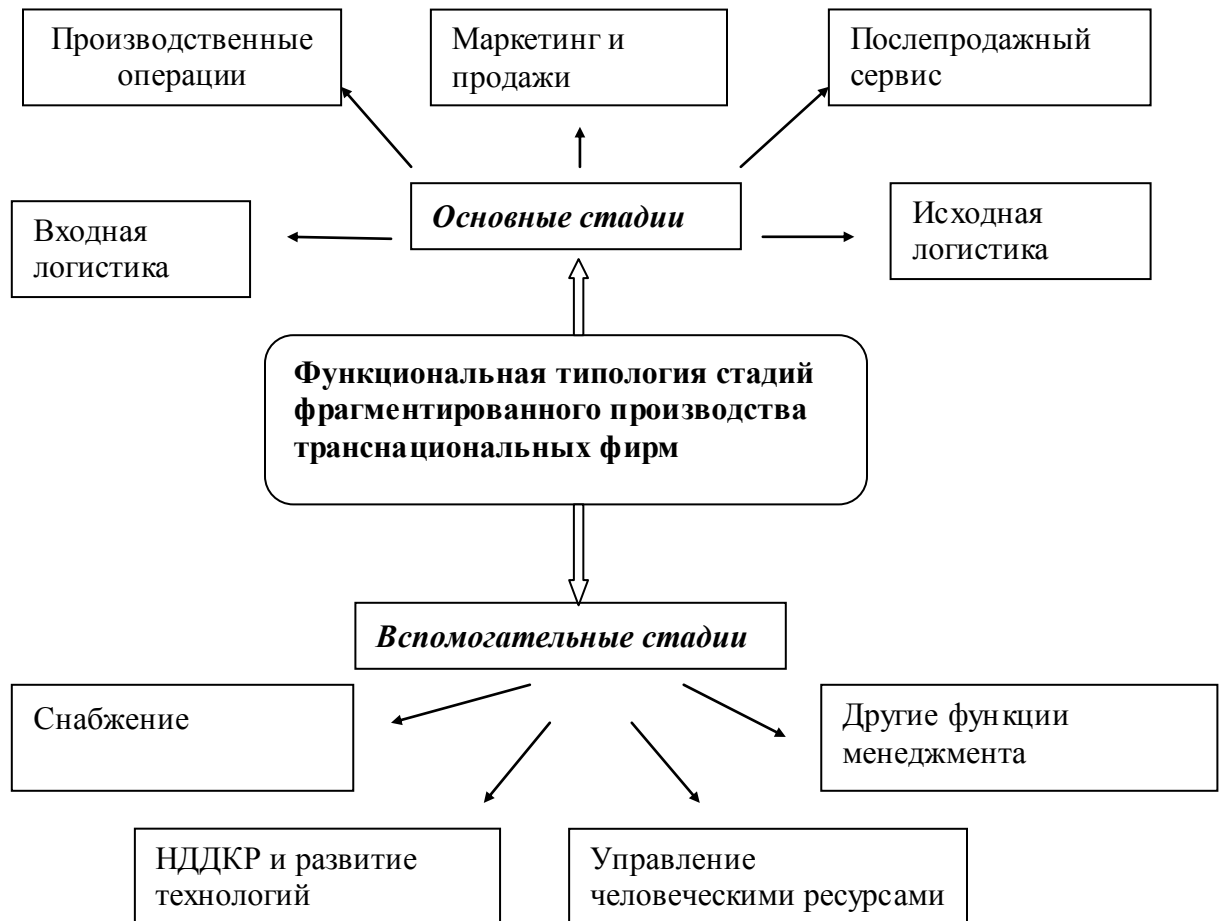 Производственные
операции
Маркетинг и
продажи
Послепродажный
сервис
Входная
логистика
Основные стадии
Исходная
логистика
Функциональная типология стадий
фрагментированного производства
транснациональных фирм
Вспомогательные стадии
Снабжение
Другие функции
менеджмента
НДДКР и развитие
технологий
Управление
человеческими ресурсами